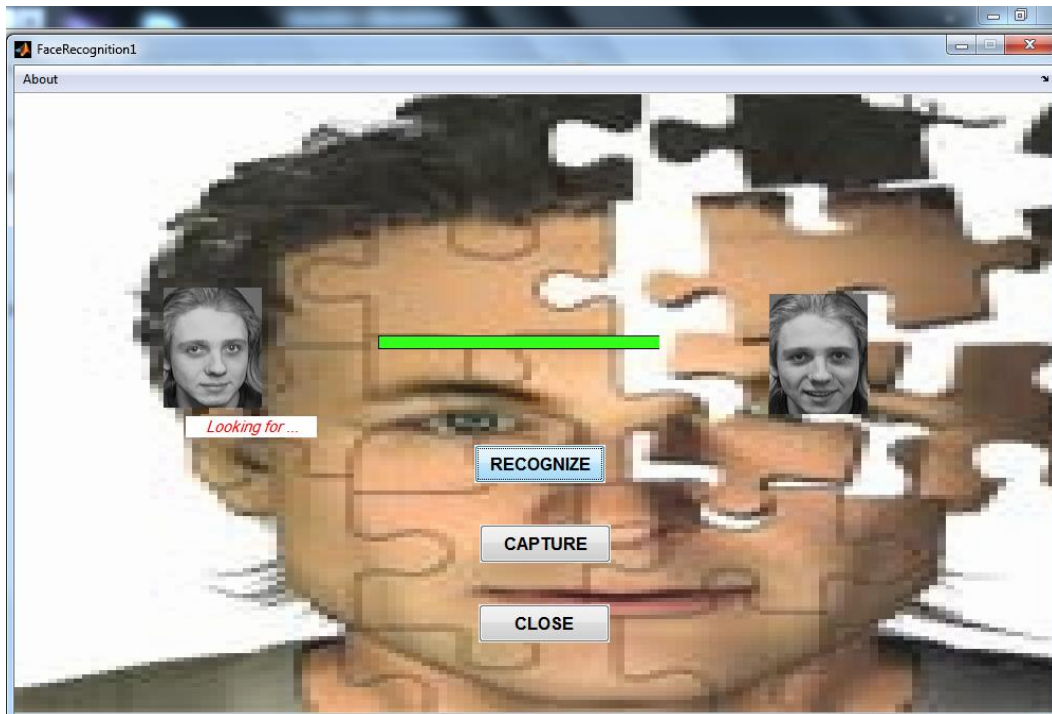 FaceRecognition1
About
Looking for ...
RECOGNIZE
CAPTURE
CLOSE